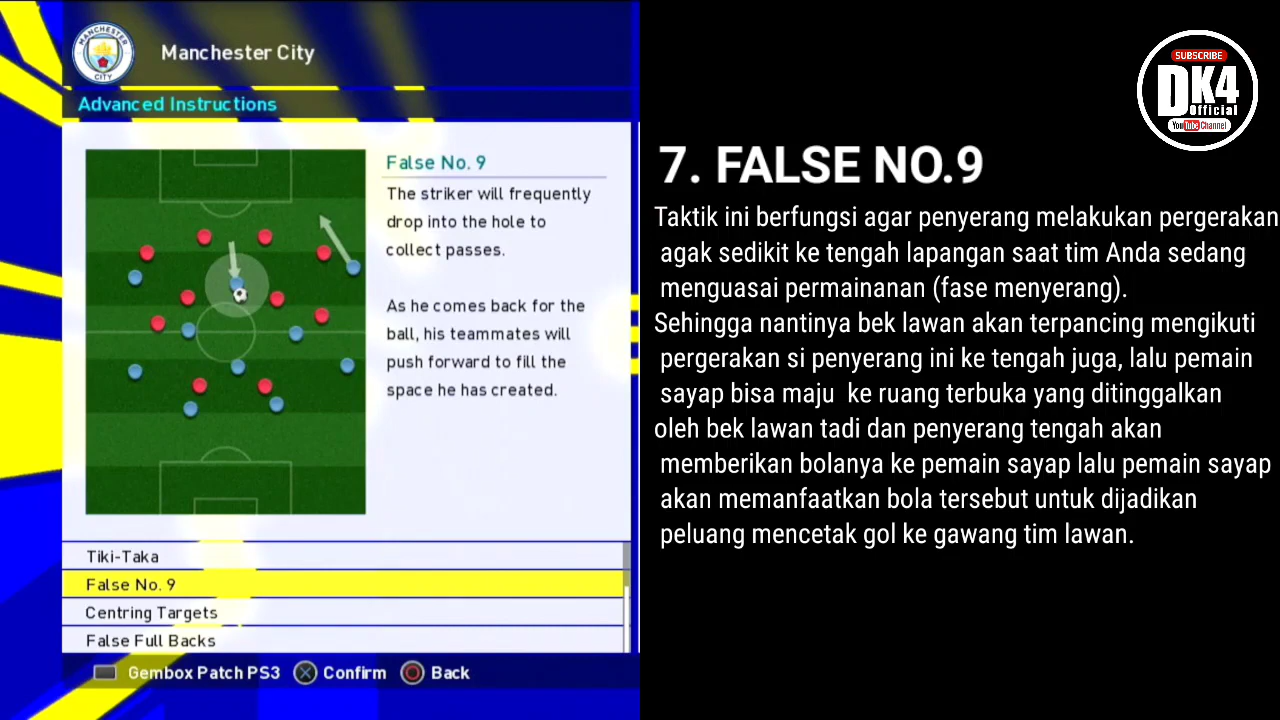 MANCHESTER
CITY
Manchester City
Advanced Instructions
False No. 9
The striker will frequently
drop into the hole to
collect passes.
As he comes back for the
ball, his teammates will
push forward to fill the
space he has created.
Tiki-Taka
False No. 9
Centring Targets
False Full Backs
Gembox Patch PS3
Confirm
Back
SUBSCRIBE
DK4
Official
YouTube Channel
7. FALSE NO.9
Taktik ini berfungsi agar penyerang melakukan pergerakan
agak sedikit ke tengah lapangan saat tim Anda sedang
menguasai permainanan (fase menyerang).
Sehingga nantinya bek lawan akan terpancing mengikuti
pergerakan si penyerang ini ke tengah juga, lalu pemain
sayap bisa maju ke ruang terbuka yang ditinggalkan
oleh bek lawan tadi dan penyerang tengah akan
memberikan bolanya ke pemain sayap lalu pemain sayap
akan memanfaatkan bola tersebut untuk dijadikan
peluang mencetak gol ke gawang tim lawan.